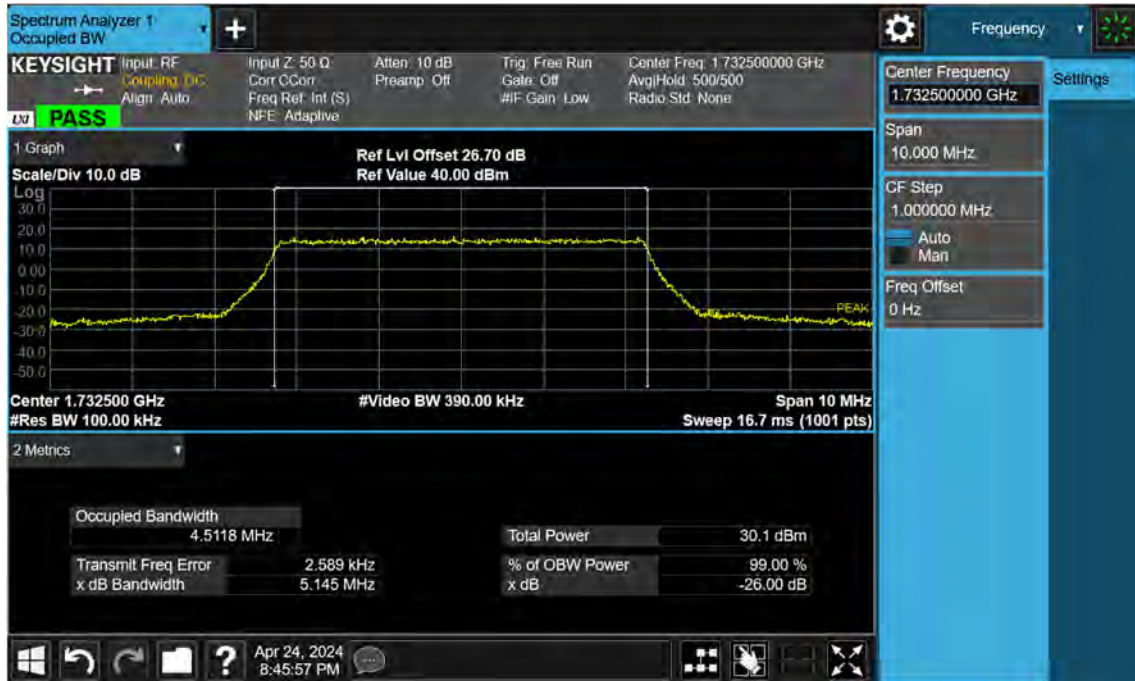 Spectrum Analyzer 1
Occupied BW
+
Frequency
KEYSIGHT
Input: RF
Coupling: DC
Align: Auto
Input Z: 50 Ω
Corr CCorr
Freq Ref: Int (S)
NFE: Adaptive
Atten: 10 dB
Preamp: Off
Trig: Free Run
Gate: Off
#IF Gain: Low
Center Freq: 1.732500000 GHz
Avg|Hold: 500/500
Radio Std: None
LXI PASS
Center Frequency
1.732500000 GHz
Settings
Span
10.000 MHz
CF Step
1.000000 MHz
Auto
Man
Freq Offset
0 Hz
1 Graph
Scale/Div 10.0 dB
Ref Lvl Offset 26.70 dB
Ref Value 40.00 dBm
Log
30.0
20.0
10.0
0.00
-10.0
-20.0
-30.0
-40.0
-50.0
PEAK
Center 1.732500 GHz
#Video BW 390.00 kHz
Span 10 MHz
#Res BW 100.00 kHz
Sweep 16.7 ms (1001 pts)
2 Metrics
Occupied Bandwidth
4.5118 MHz
Total Power 30.1 dBm
Transmit Freq Error 2.589 kHz
% of OBW Power 99.00 %
x dB Bandwidth 5.145 MHz
x dB -26.00 dB
?
Apr 24, 2024
8:45:57 PM